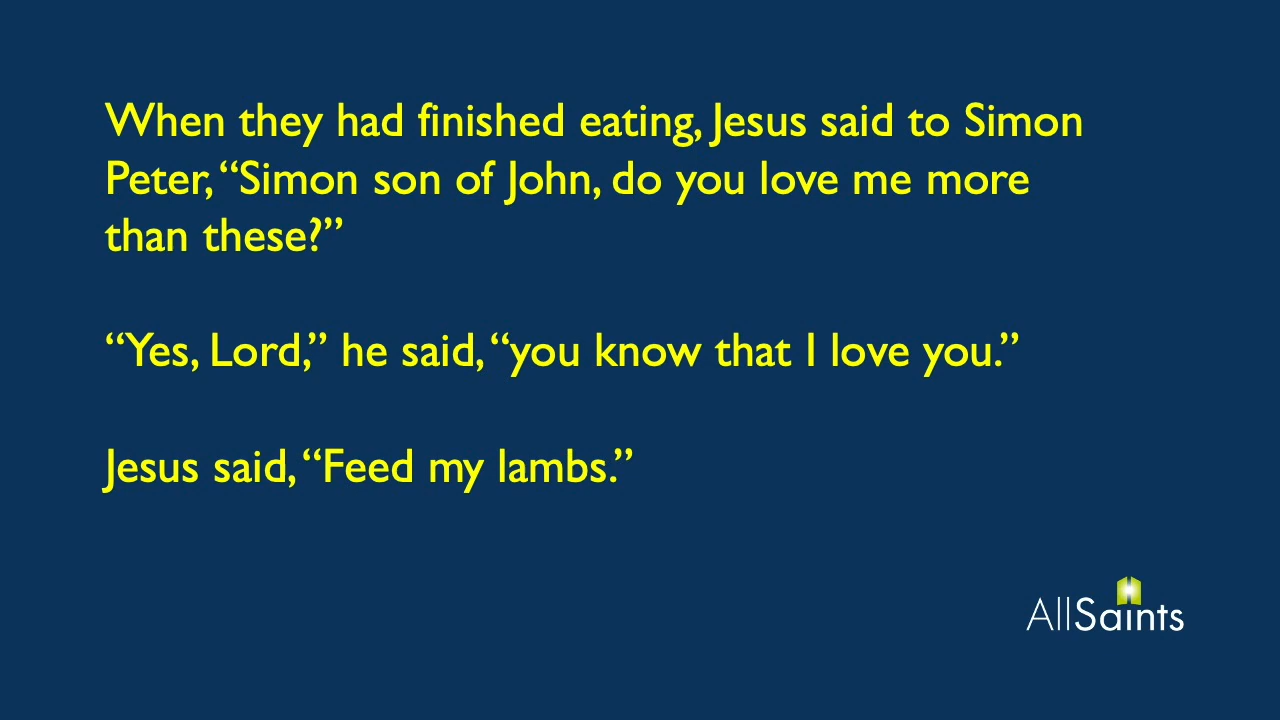 When they had finished eating, Jesus said to Simon
Peter, “Simon son of John, do you love me more
than these?”
“Yes, Lord,” he said, “you know that I love you.”
Jesus said, “Feed my lambs.”
AllSaints